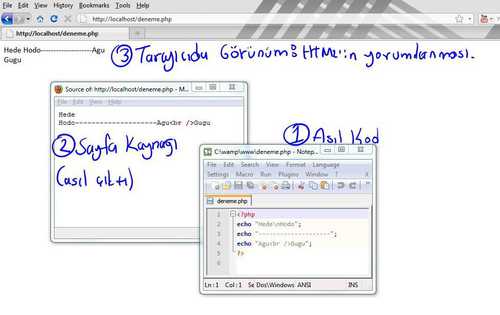 File Edit View History Bookmarks Tools Help
http://localhost/deneme.php
http://localhost/deneme.php
Hede Hodo--------------------Agu
Gugu
3 Tarayıcıda Görünüm: HTML'in yorumlanması.
Source of: http://localhost/deneme.php - M...
File Edit View Help
Hede
Hodo--------------------Agu<br />Gugu
2 Sayfa Kaynağı
(asıl çıktı)
1 Asıl Kod
C:\wamp\www\deneme.php - Notep...
File Edit Search View Format Language
Settings Macro Run Plugins Window ? X
deneme.php
1 <?php
2 echo "Hede\nHodo";
3 echo "--------------------";
4 echo "Agu<br />Gugu";
5 ?>
Ln : 1 Col : 1 Se Dos\Windows ANSI INS